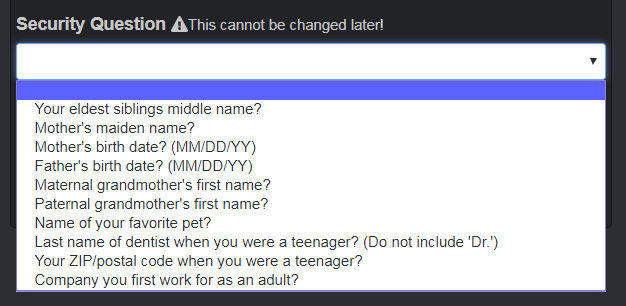 Security Question ⚠This cannot be changed later!
Your eldest siblings middle name?
Mother's maiden name?
Mother's birth date? (MM/DD/YY)
Father's birth date? (MM/DD/YY)
Maternal grandmother's first name?
Paternal grandmother's first name?
Name of your favorite pet?
Last name of dentist when you were a teenager? (Do not include 'Dr.')
Your ZIP/postal code when you were a teenager?
Company you first work for as an adult?